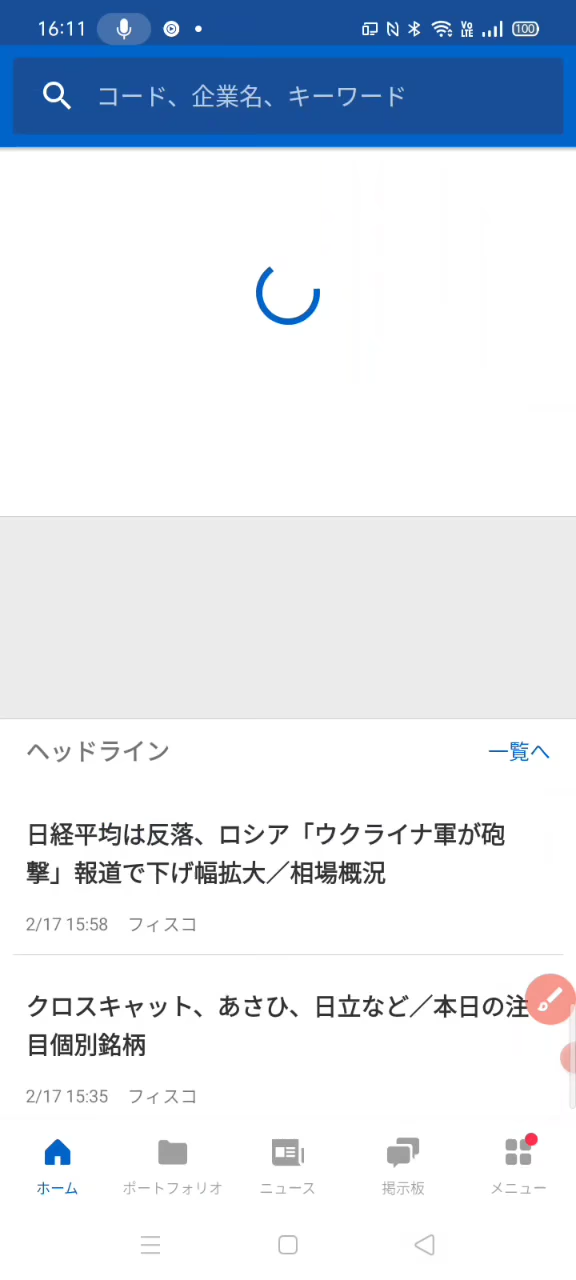 16:11
VO LTE 100
コード、企業名、キーワード
ヘッドライン
一覧へ
日経平均は反落、ロシア「ウクライナ軍が砲
撃」報道で下げ幅拡大／相場概況
2/17 15:58 フィスコ
クロスキャット、あさひ、日立など／本日の注
目個別銘柄
2/17 15:35 フィスコ
ホーム
ポートフォリオ
ニュース
掲示板
メニュー